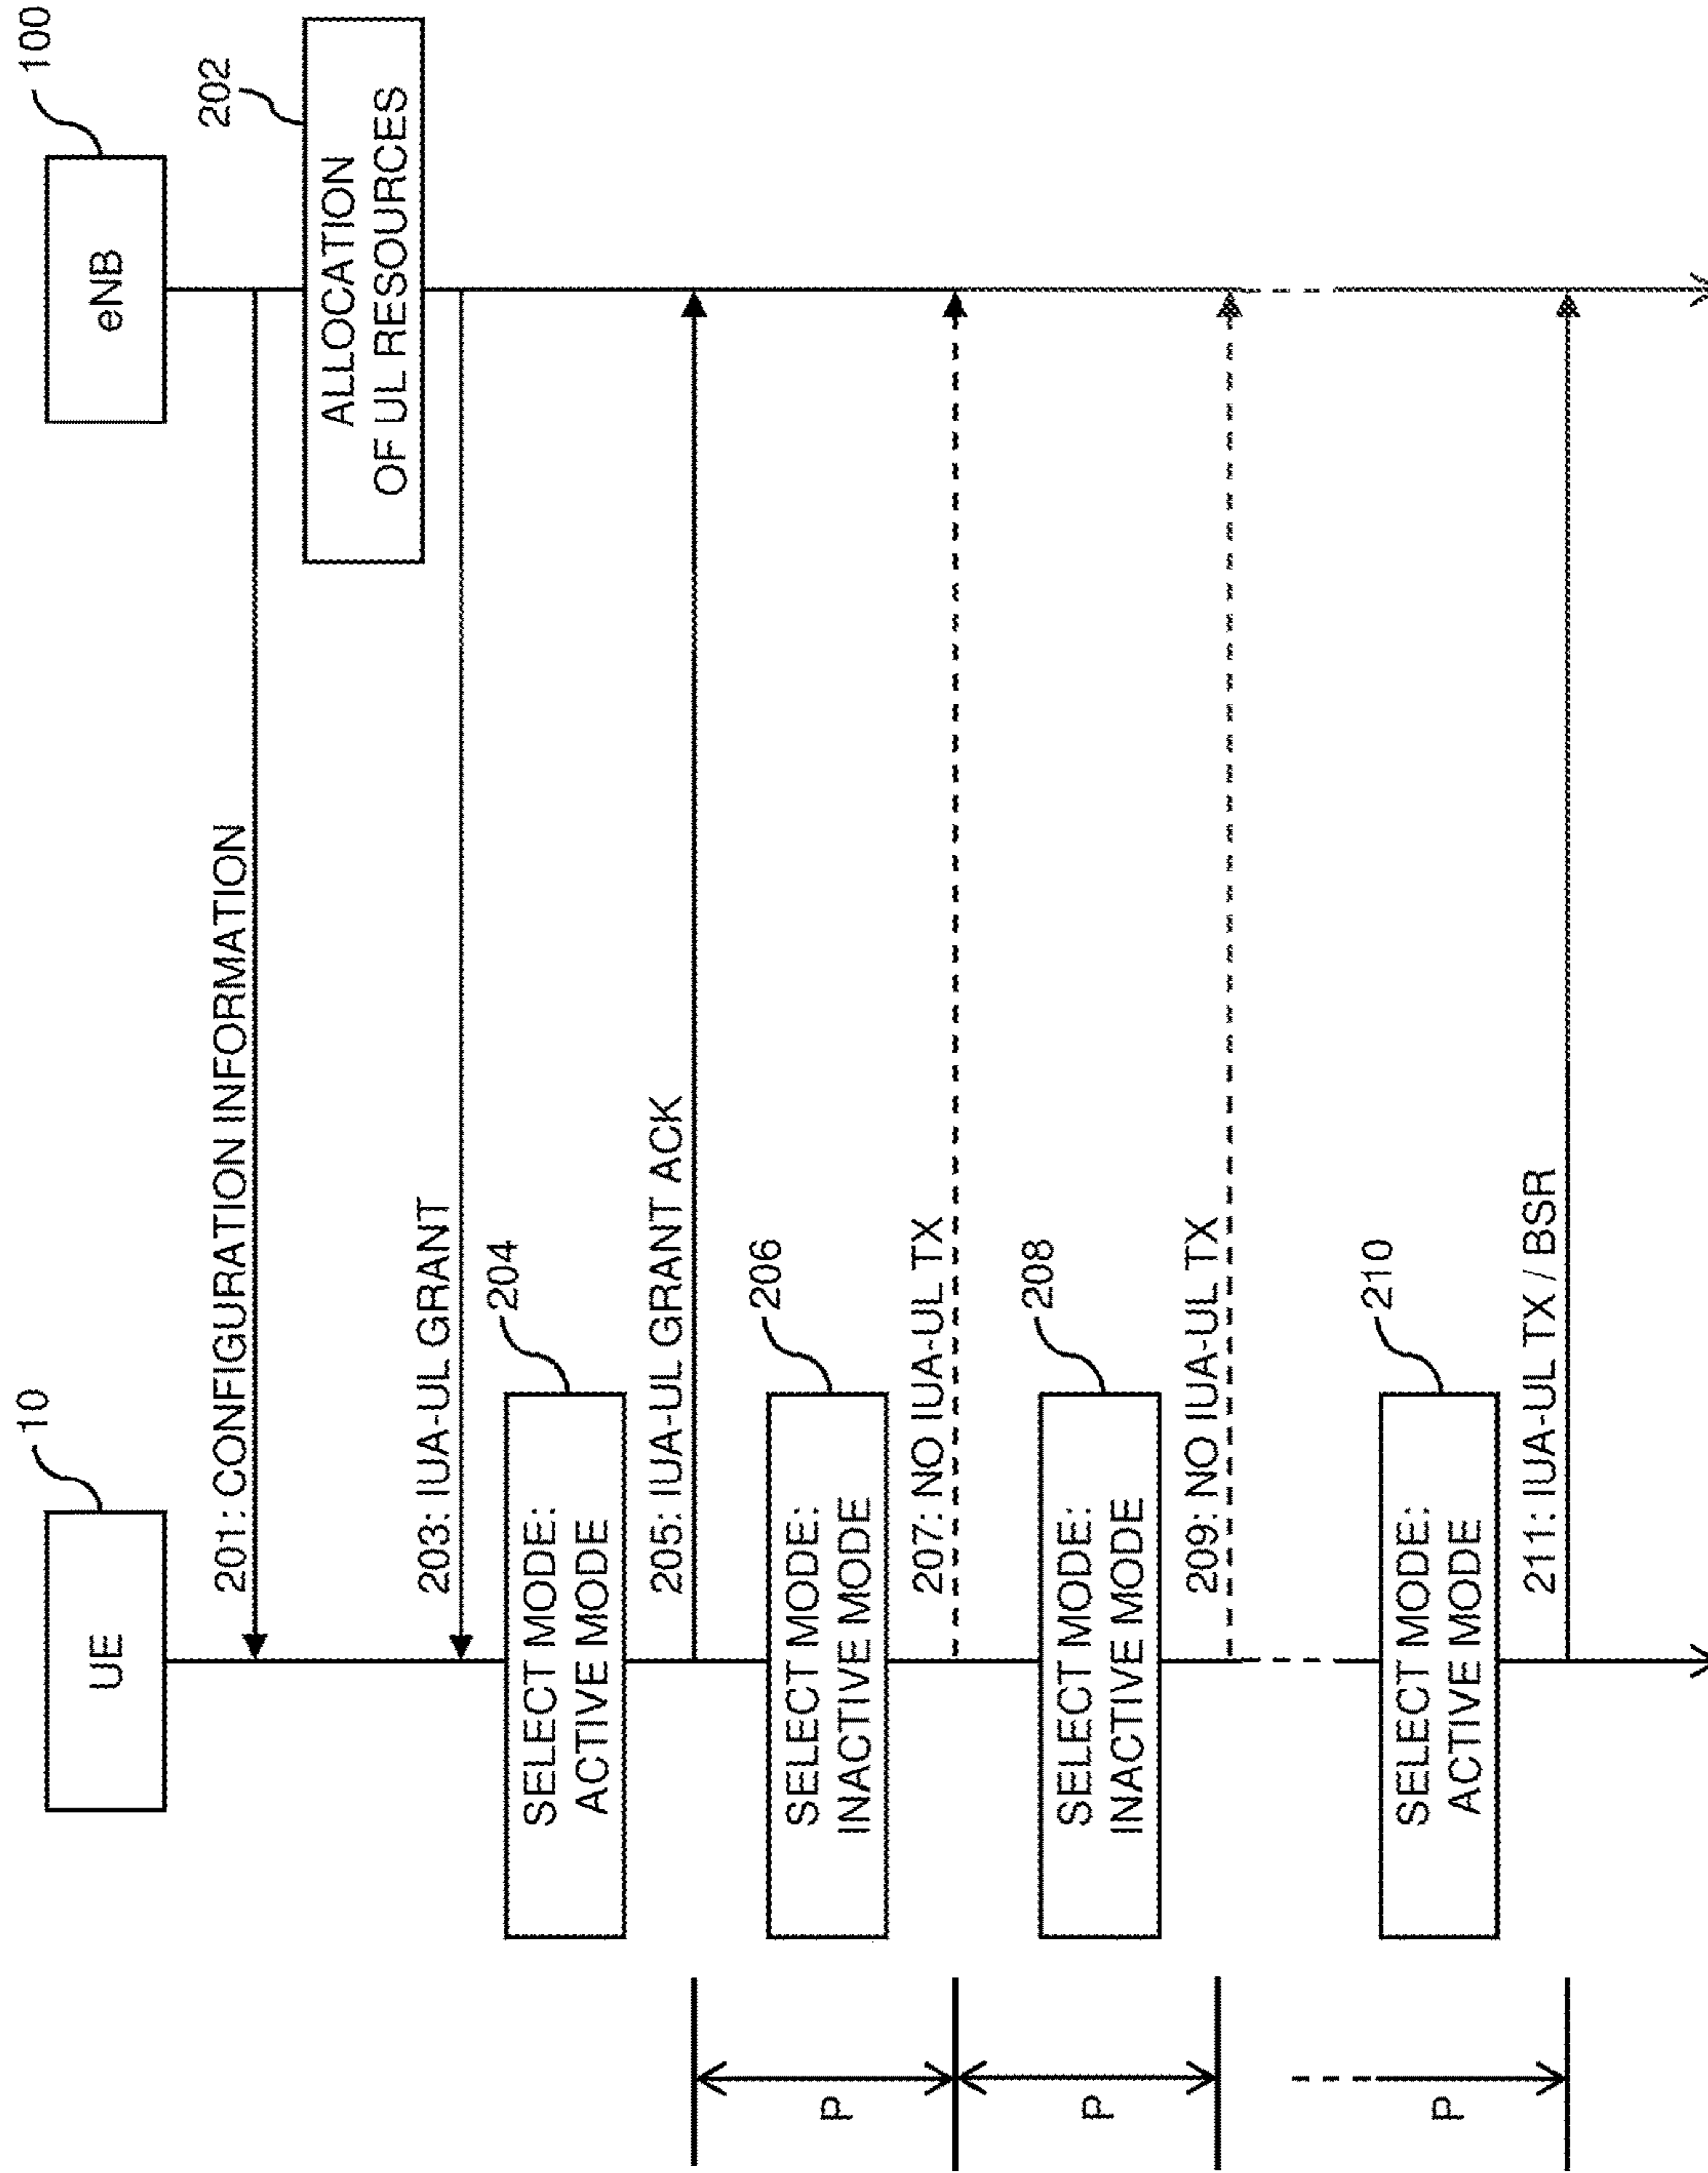 10
100
UE
eNB
201: CONFIGURATION INFORMATION
202
ALLOCATION
OF UL RESOURCES
203: IUA-UL GRANT
204
SELECT MODE:
ACTIVE MODE
205: IUA-UL GRANT ACK
206
SELECT MODE:
INACTIVE MODE
P
207: NO IUA-UL TX
208
SELECT MODE:
INACTIVE MODE
P
209: NO IUA-UL TX
210
SELECT MODE:
ACTIVE MODE
P
211: IUA-UL TX / BSR